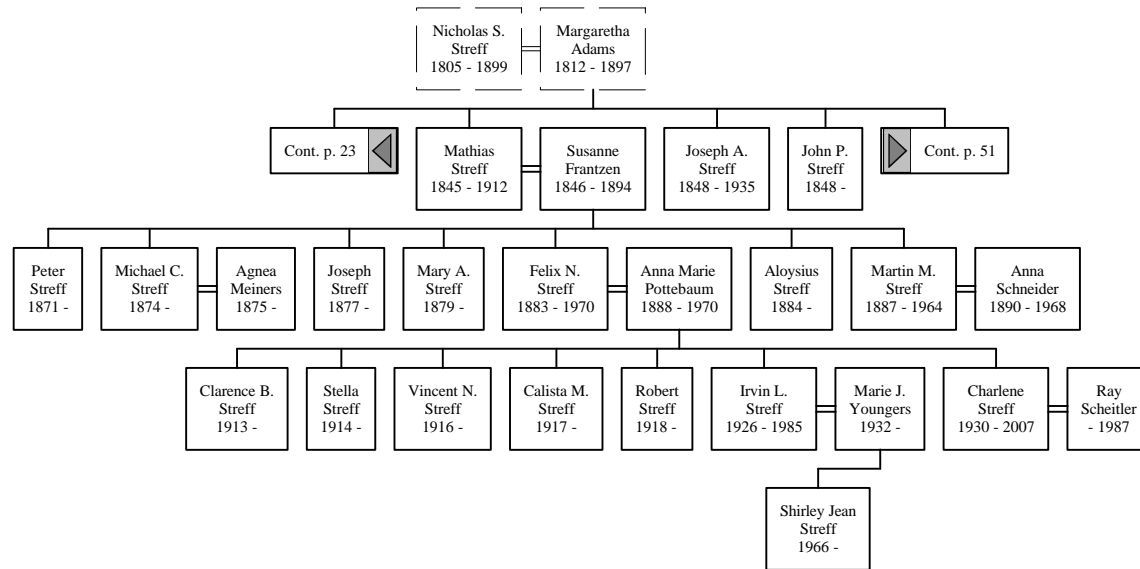 Nicholas S.
Streff
1805 - 1899
Margaretha
Adams
1812 - 1897
Cont. p. 23
Mathias
Streff
1845 - 1912
Susanne
Frantzen
1846 - 1894
Joseph A.
Streff
1848 - 1935
John P.
Streff
1848 -
Cont. p. 51
Peter
Streff
1871 -
Michael C.
Streff
1874 -
Agnea
Meiners
1875 -
Joseph
Streff
1877 -
Mary A.
Streff
1879 -
Felix N.
Streff
1883 - 1970
Anna Marie
Pottebaum
1888 - 1970
Aloysius
Streff
1884 -
Martin M.
Streff
1887 - 1964
Anna
Schneider
1890 - 1968
Clarence B.
Streff
1913 -
Stella
Streff
1914 -
Vincent N.
Streff
1916 -
Calista M.
Streff
1917 -
Robert
Streff
1918 -
Irvin L.
Streff
1926 - 1985
Marie J.
Youngers
1932 -
Charlene
Streff
1930 - 2007
Ray
Scheitler
- 1987
Shirley Jean
Streff
1966 -